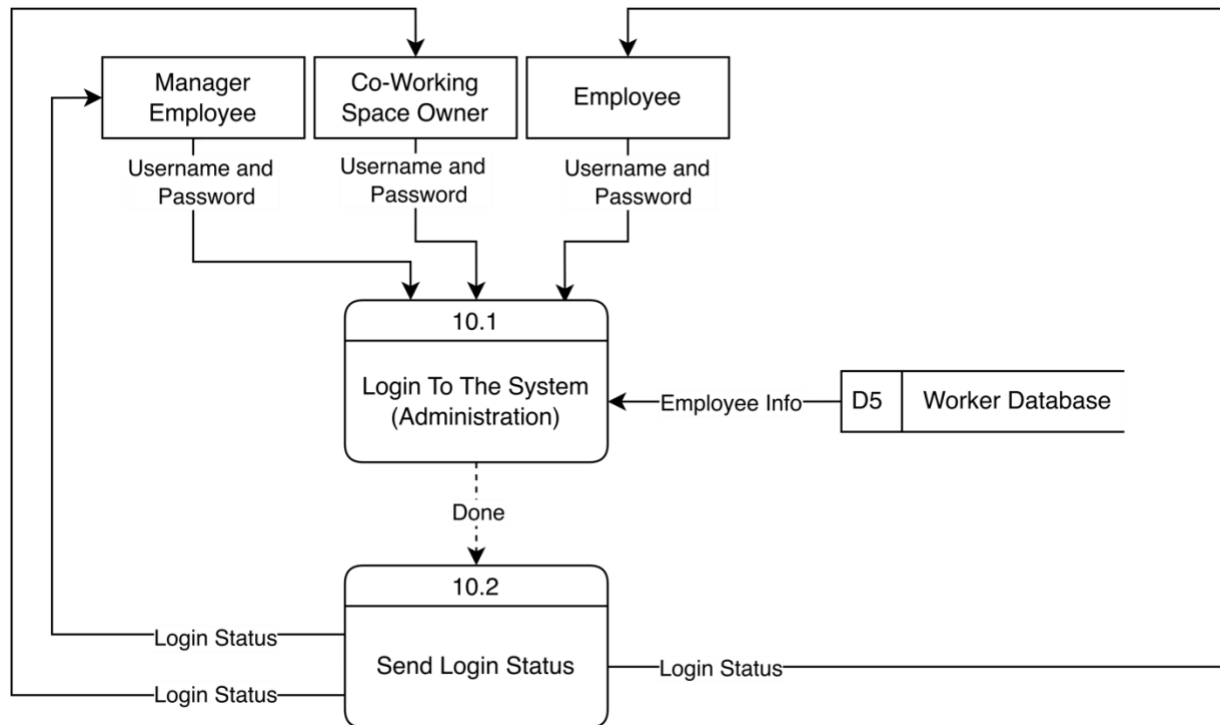 Manager
Employee
Co-Working
Space Owner
Employee
Username and
Password
Username and
Password
Username and
Password
10.1
Login To The System
(Administration)
Employee Info
D5
Worker Database
Done
10.2
Send Login Status
Login Status
Login Status
Login Status